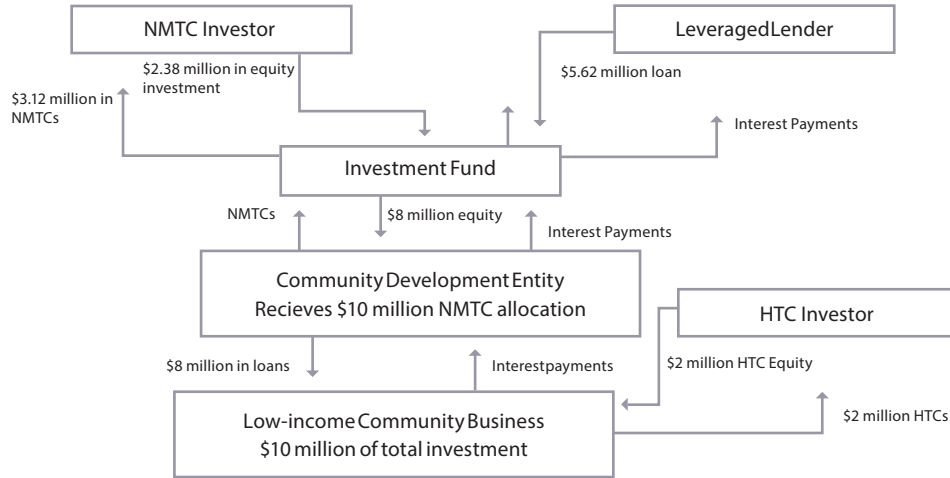 NMTC Investor
LeveragedLender
$2.38 million in equity
investment
$5.62 million loan
$3.12 million in
NMTCs
Interest Payments
Investment Fund
NMTCs
$8 million equity
Interest Payments
Community Development Entity
Recieves $10 million NMTC allocation
HTC Investor
$8 million in loans
Interestpayments
$2 million HTC Equity
Low-income Community Business
$10 million of total investment
$2 million HTCs